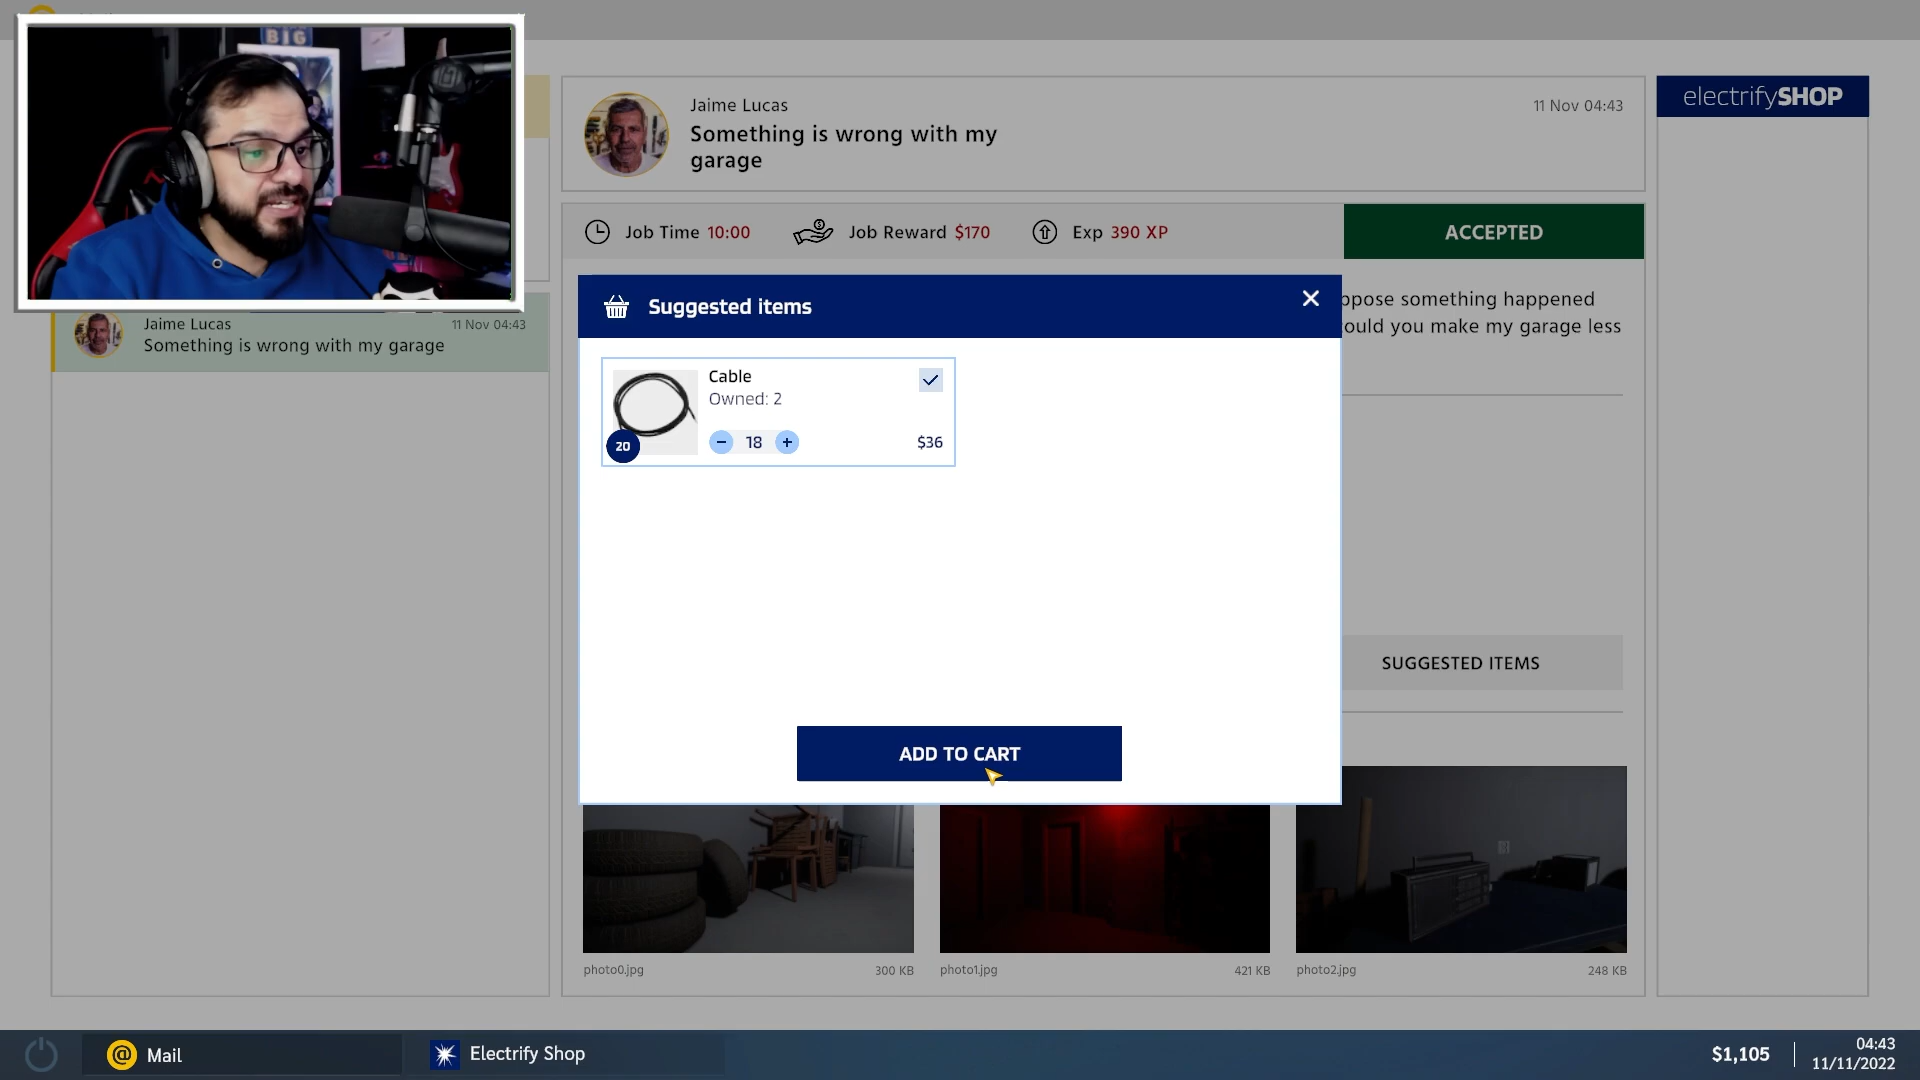 BIG
Jaime Lucas
11 Nov 04:43
Something is wrong with my garage
Jaime Lucas
11 Nov 04:43
Something is wrong with my
garage
electrifySHOP
Job Time 10:00
Job Reward $170
Exp 390 XP
ACCEPTED
ppose something happened
ould you make my garage less
Suggested items
Cable
Owned: 2
20
− 18 +
$36
ADD TO CART
SUGGESTED ITEMS
photo0.jpg
300 KB
photo1.jpg
421 KB
photo2.jpg
248 KB
Mail
Electrify Shop
$1,105
04:43
11/11/2022